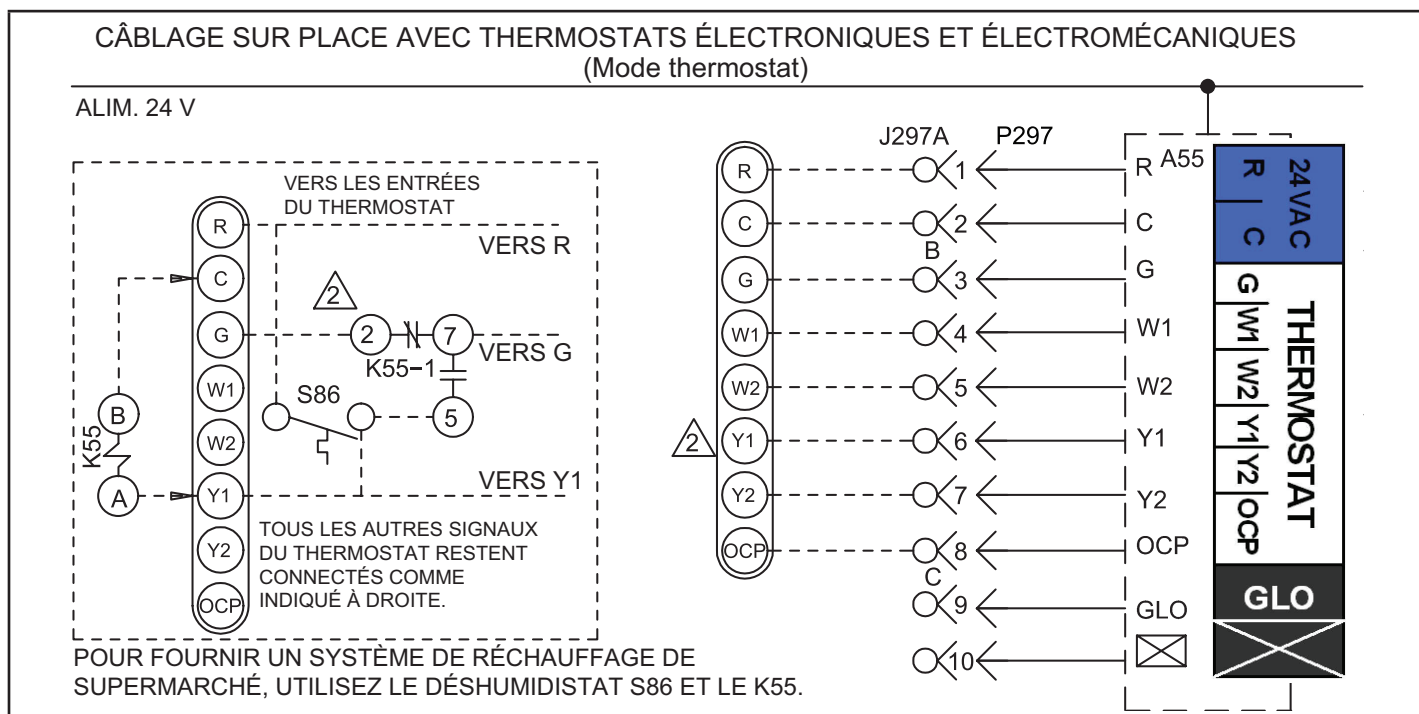 CÂBLAGE SUR PLACE AVEC THERMOSTATS ÉLECTRONIQUES ET ÉLECTROMÉCANIQUES
(Mode thermostat)
ALIM. 24 V
VERS LES ENTRÉES
DU THERMOSTAT
R
VERS R
C
2
G
2
7
VERS G
K55-1
W1
S86
5
B
K55
A
W2
Y1
VERS Y1
Y2
OCP
TOUS LES AUTRES SIGNAUX
DU THERMOSTAT RESTENT
CONNECTÉS COMME
INDIQUÉ À DROITE.
POUR FOURNIR UN SYSTÈME DE RÉCHAUFFAGE DE
SUPERMARCHÉ, UTILISEZ LE DÉSHUMIDISTAT S86 ET LE K55.
J297A P297
A55
R 1 R
C 2 C
B
G 3 G
W1 4 W1
W2 5 W2
2
Y1 6 Y1
Y2 7 Y2
OCP 8 OCP
C
9 GLO
10
24VAC
R C
THERMOSTAT
G W1 W2 Y1 Y2 OCP
GLO